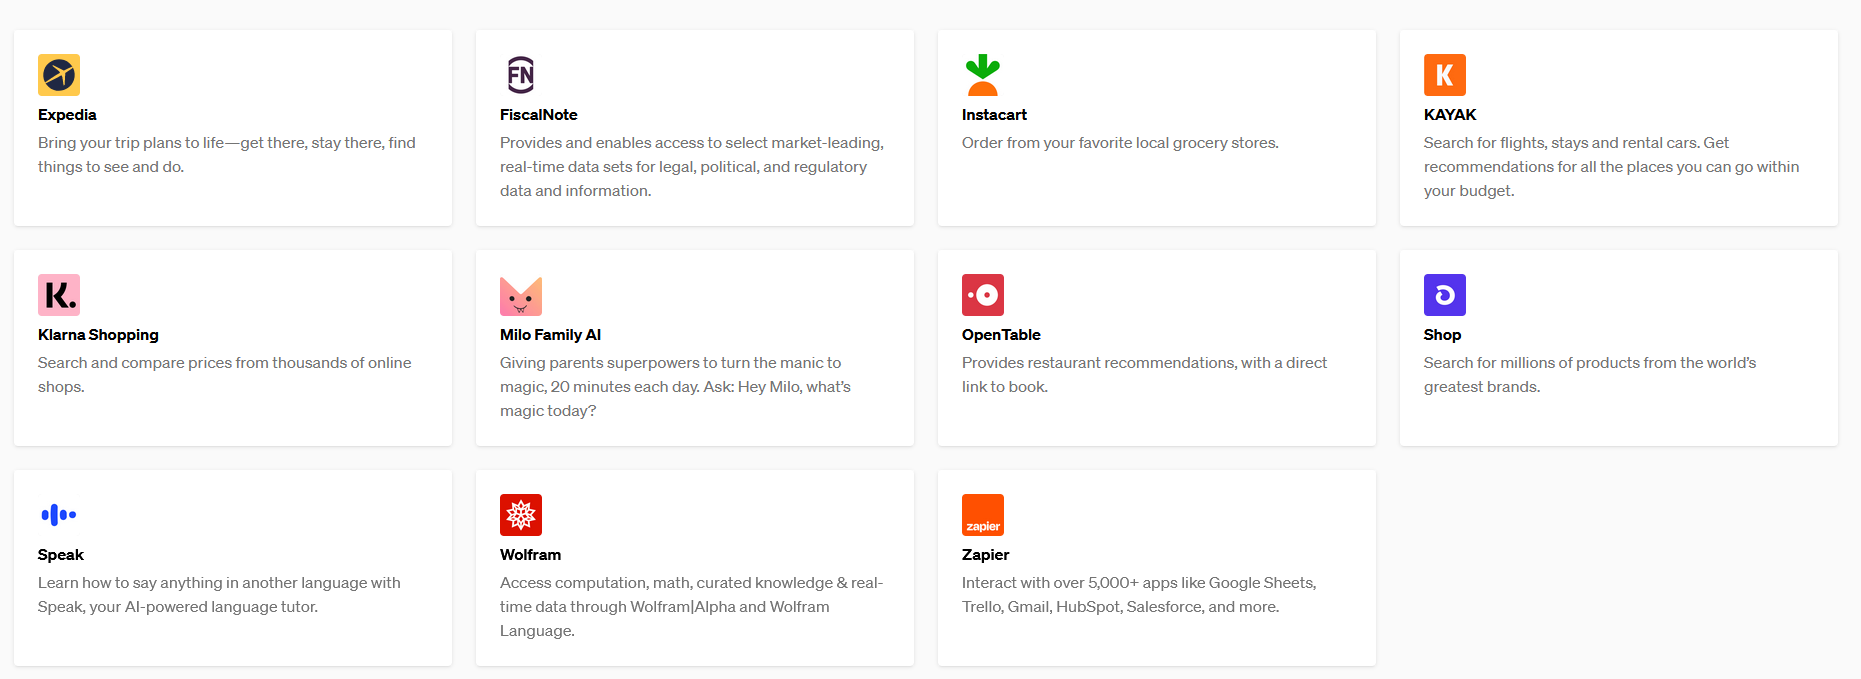 Expedia
Bring your trip plans to life—get there, stay there, find
things to see and do.
FN
FiscalNote
Provides and enables access to select market-leading,
real-time data sets for legal, political, and regulatory
data and information.
Instacart
Order from your favorite local grocery stores.
K
KAYAK
Search for flights, stays and rental cars. Get
recommendations for all the places you can go within
your budget.
K.
Klarna Shopping
Search and compare prices from thousands of online
shops.
Milo Family AI
Giving parents superpowers to turn the manic to
magic, 20 minutes each day. Ask: Hey Milo, what’s
magic today?
OpenTable
Provides restaurant recommendations, with a direct
link to book.
Shop
Search for millions of products from the world’s
greatest brands.
Speak
Learn how to say anything in another language with
Speak, your AI-powered language tutor.
Wolfram
Access computation, math, curated knowledge & real-
time data through Wolfram|Alpha and Wolfram
Language.
zapier
Zapier
Interact with over 5,000+ apps like Google Sheets,
Trello, Gmail, HubSpot, Salesforce, and more.